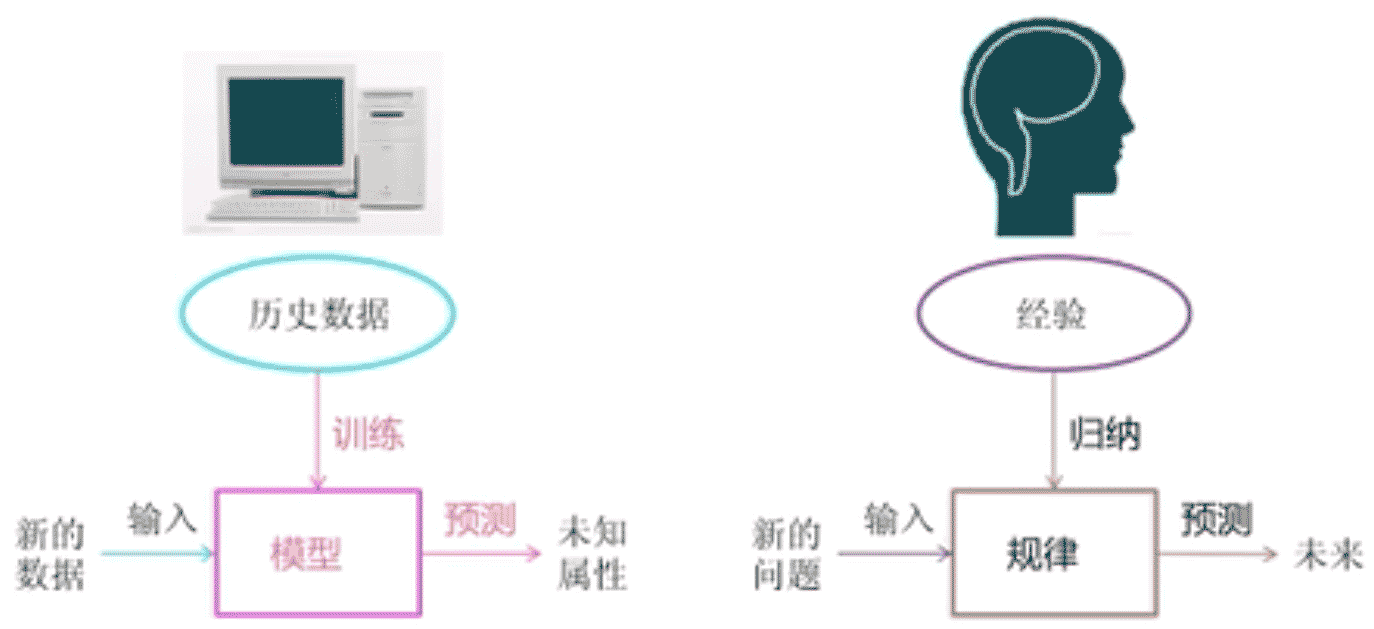 历史数据
经验
训练
归纳
新的
数据
输入
模型
预测
未知
属性
新的
问题
输入
规律
预测
未来